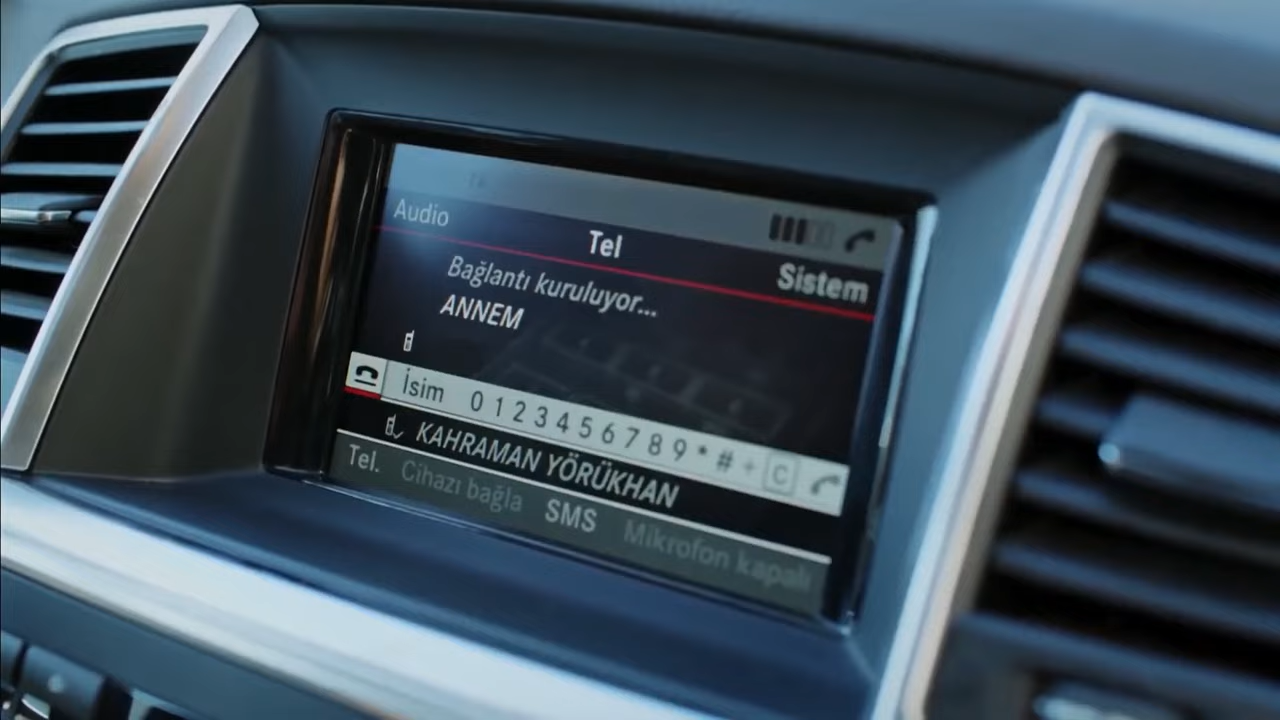 Audio Tel Sistem
Bağlantı kuruluyor...
ANNEM
İsim 0 1 2 3 4 5 6 7 8 9 * # + C
KAHRAMAN YÖRÜKHAN
Tel. Cihazı bağla SMS Mikrofon kapalı